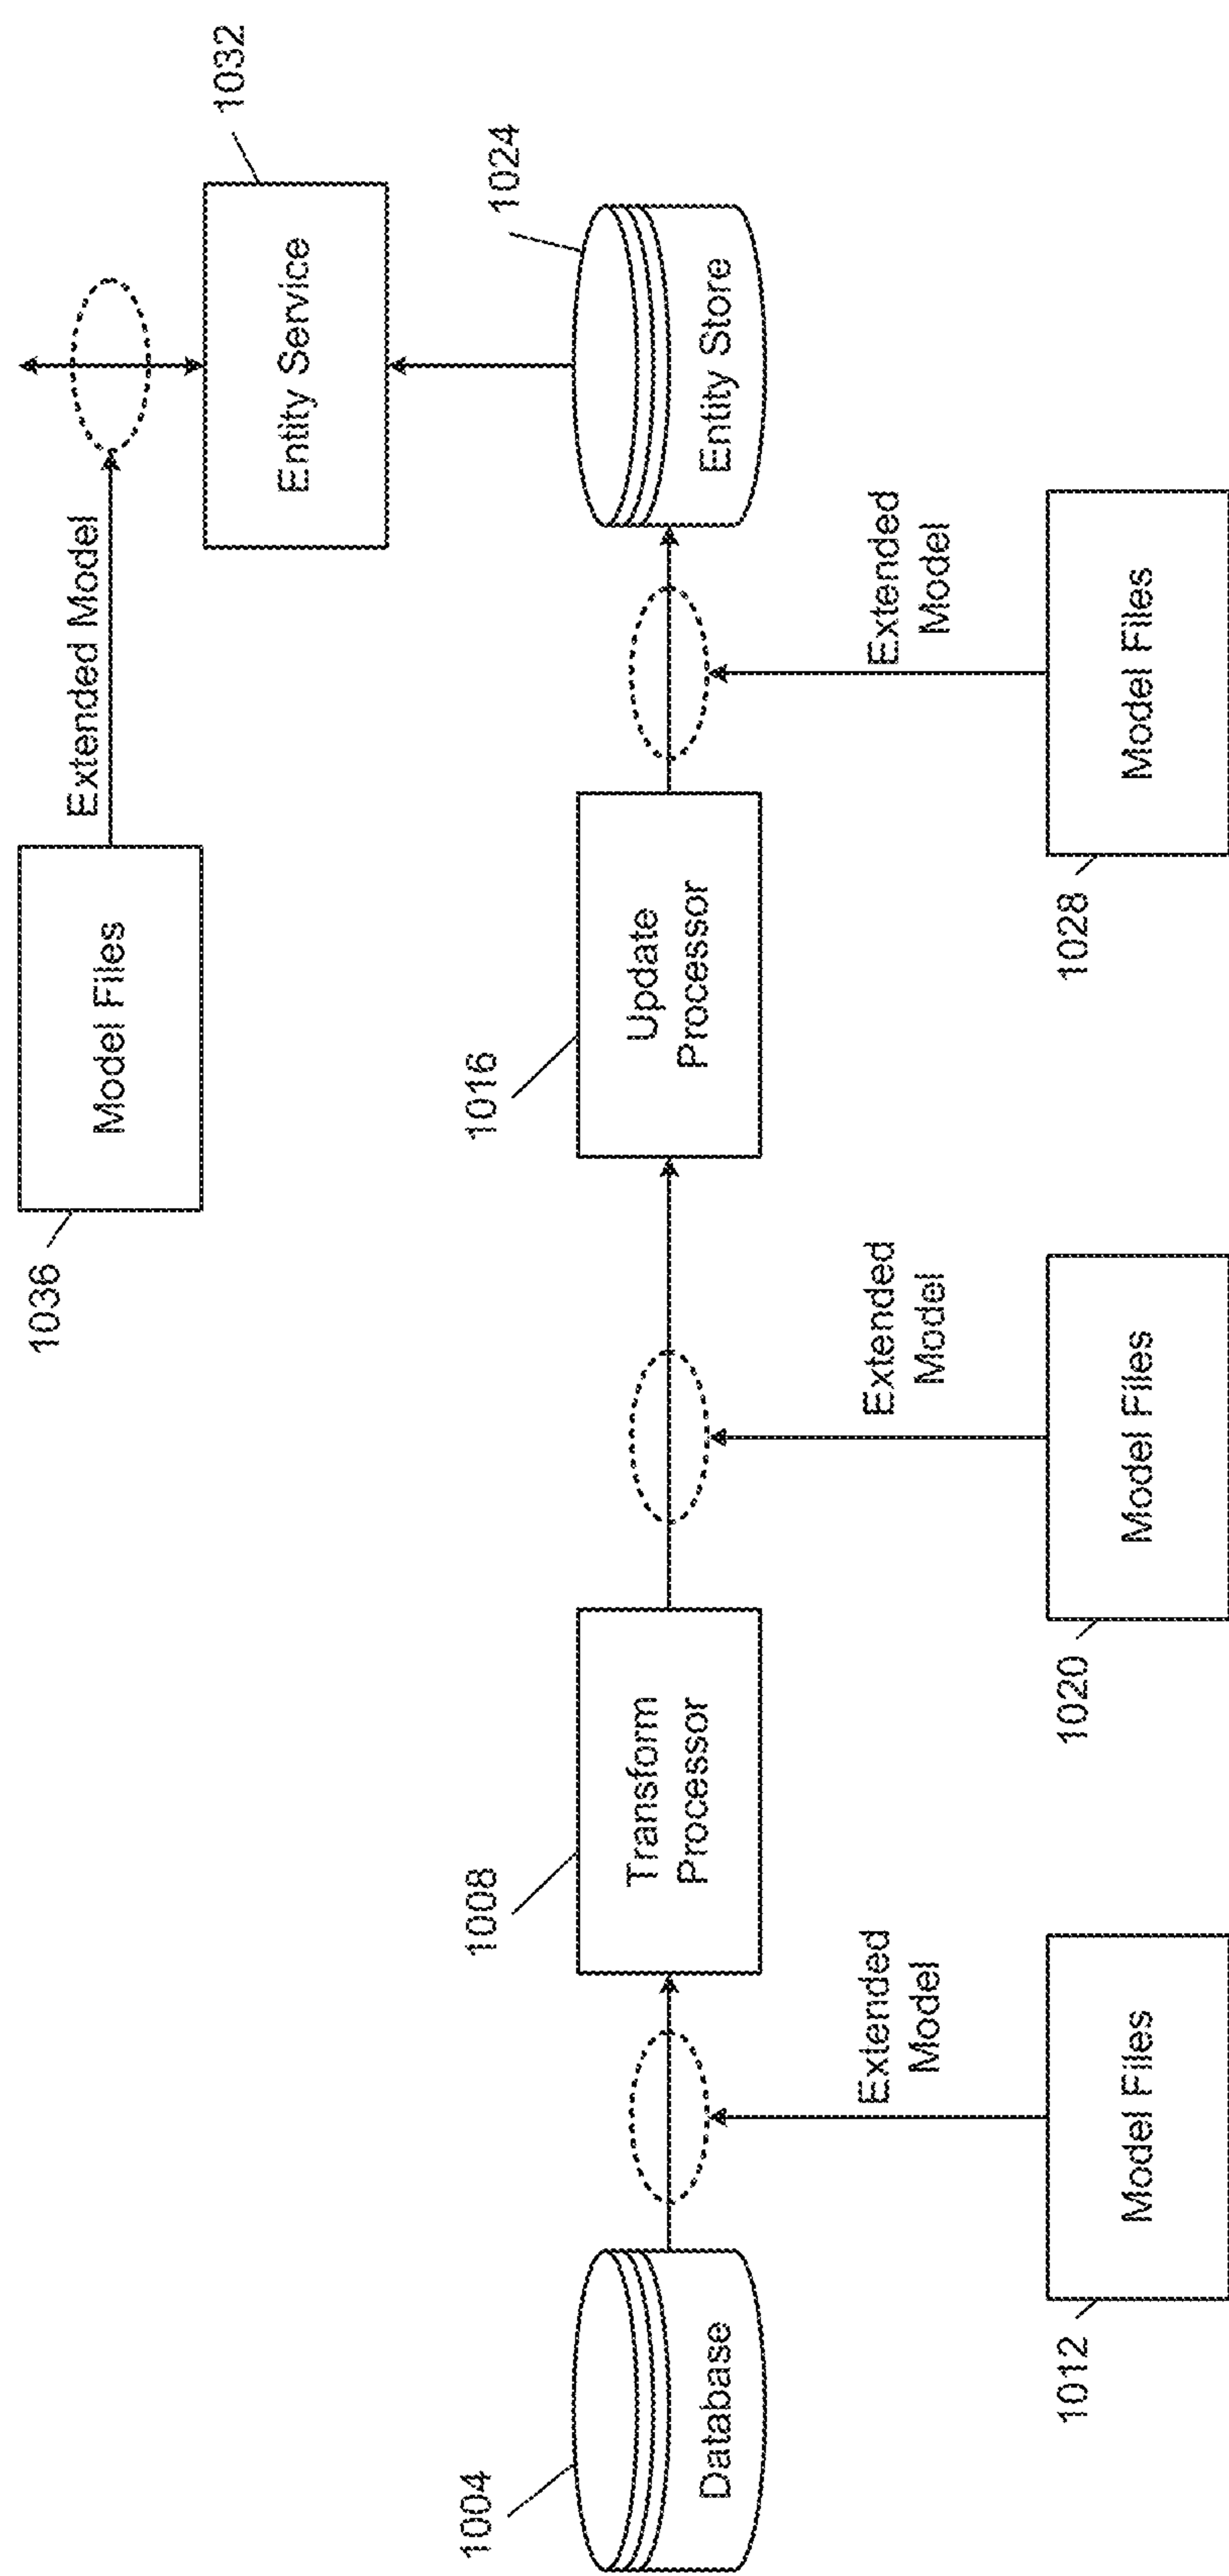 1036
Model Files
Extended Model
1032
Entity Service
1004
Database
1008
Transform
Processor
1016
Update
Processor
1024
Entity Store
Extended
Model
Extended
Model
Extended
Model
1012
Model Files
1020
Model Files
1028
Model Files